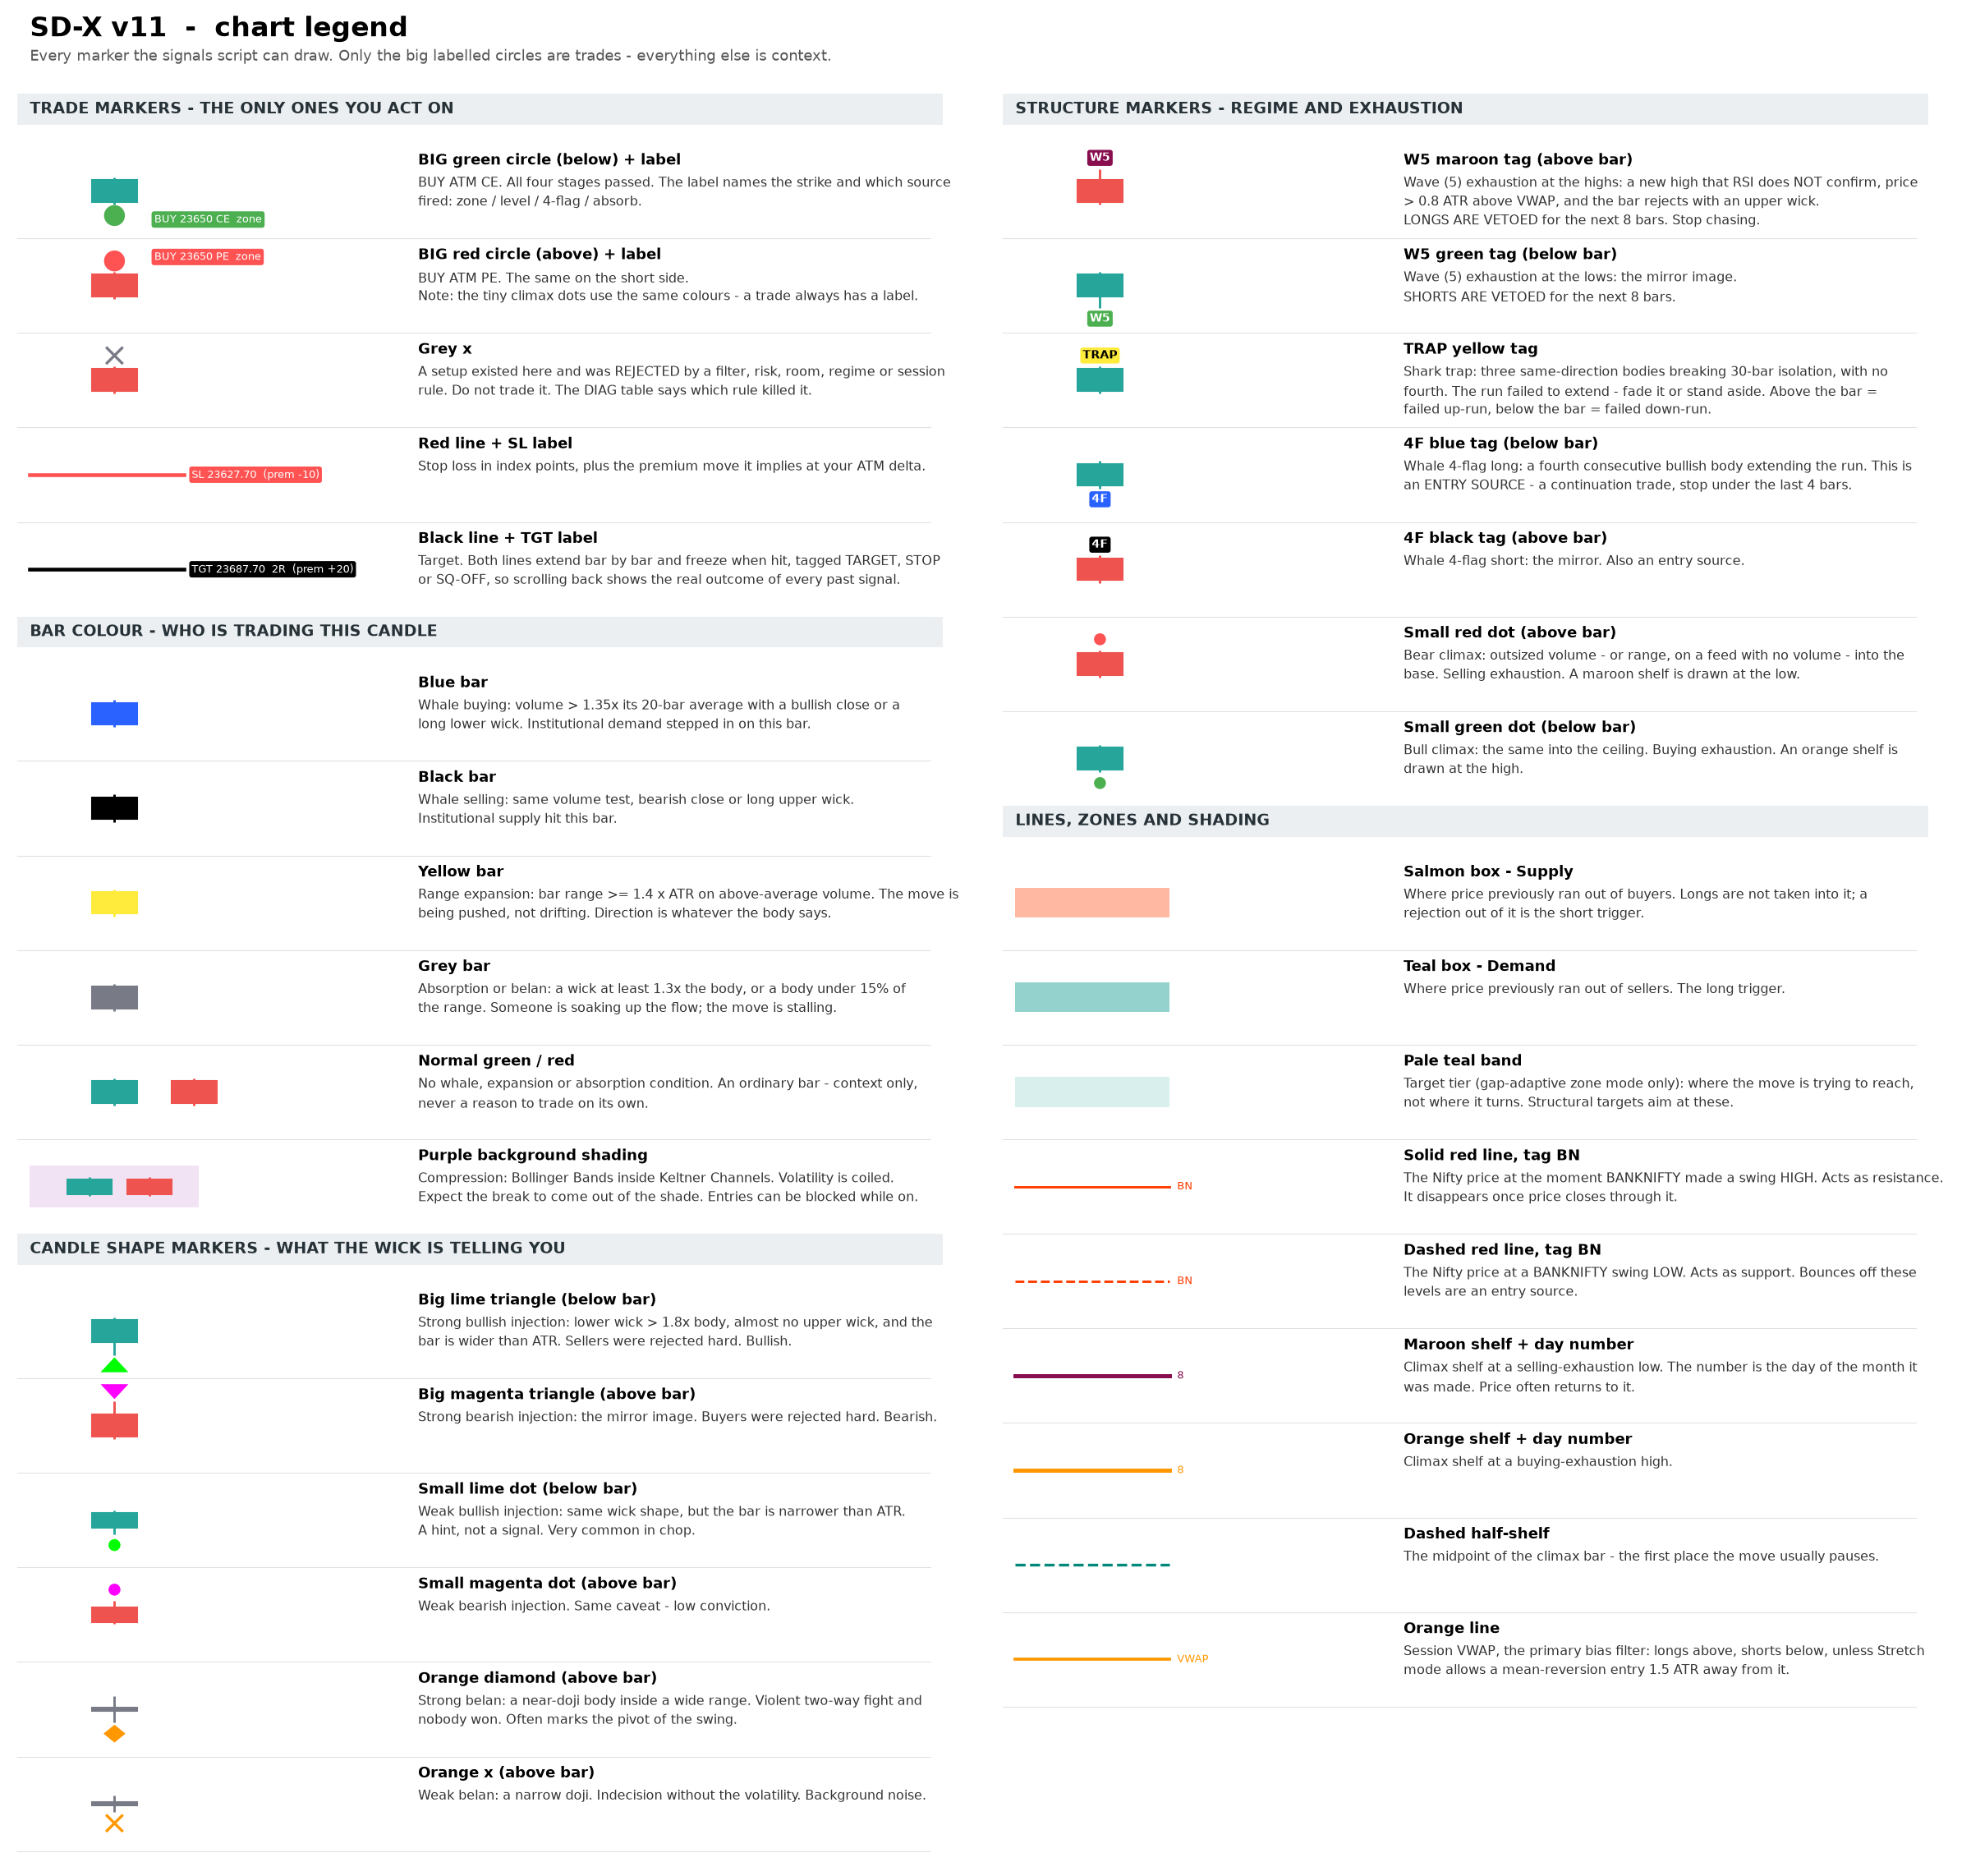 SD-X v11  -  chart legend
Every marker the signals script can draw. Only the big labelled circles are trades - everything else is context.
TRADE MARKERS - THE ONLY ONES YOU ACT ON
BIG green circle (below) + label
BUY ATM CE. All four stages passed. The label names the strike and which source
fired: zone / level / 4-flag / absorb.
BUY 23650 CE  zone
BUY 23650 PE  zone
BIG red circle (above) + label
BUY ATM PE. The same on the short side.
Note: the tiny climax dots use the same colours - a trade always has a label.
Grey x
A setup existed here and was REJECTED by a filter, risk, room, regime or session
rule. Do not trade it. The DIAG table says which rule killed it.
Red line + SL label
SL 23627.70  (prem -10)
Stop loss in index points, plus the premium move it implies at your ATM delta.
Black line + TGT label
TGT 23687.70  2R  (prem +20)
Target. Both lines extend bar by bar and freeze when hit, tagged TARGET, STOP
or SQ-OFF, so scrolling back shows the real outcome of every past signal.
BAR COLOUR - WHO IS TRADING THIS CANDLE
Blue bar
Whale buying: volume > 1.35x its 20-bar average with a bullish close or a
long lower wick. Institutional demand stepped in on this bar.
Black bar
Whale selling: same volume test, bearish close or long upper wick.
Institutional supply hit this bar.
Yellow bar
Range expansion: bar range >= 1.4 x ATR on above-average volume. The move is
being pushed, not drifting. Direction is whatever the body says.
Grey bar
Absorption or belan: a wick at least 1.3x the body, or a body under 15% of
the range. Someone is soaking up the flow; the move is stalling.
Normal green / red
No whale, expansion or absorption condition. An ordinary bar - context only,
never a reason to trade on its own.
Purple background shading
Compression: Bollinger Bands inside Keltner Channels. Volatility is coiled.
Expect the break to come out of the shade. Entries can be blocked while on.
CANDLE SHAPE MARKERS - WHAT THE WICK IS TELLING YOU
Big lime triangle (below bar)
Strong bullish injection: lower wick > 1.8x body, almost no upper wick, and the
bar is wider than ATR. Sellers were rejected hard. Bullish.
Big magenta triangle (above bar)
Strong bearish injection: the mirror image. Buyers were rejected hard. Bearish.
Small lime dot (below bar)
Weak bullish injection: same wick shape, but the bar is narrower than ATR.
A hint, not a signal. Very common in chop.
Small magenta dot (above bar)
Weak bearish injection. Same caveat - low conviction.
Orange diamond (above bar)
Strong belan: a near-doji body inside a wide range. Violent two-way fight and
nobody won. Often marks the pivot of the swing.
Orange x (above bar)
Weak belan: a narrow doji. Indecision without the volatility. Background noise.
STRUCTURE MARKERS - REGIME AND EXHAUSTION
W5
W5 maroon tag (above bar)
Wave (5) exhaustion at the highs: a new high that RSI does NOT confirm, price
> 0.8 ATR above VWAP, and the bar rejects with an upper wick.
LONGS ARE VETOED for the next 8 bars. Stop chasing.
W5 green tag (below bar)
Wave (5) exhaustion at the lows: the mirror image.
SHORTS ARE VETOED for the next 8 bars.
W5
TRAP
TRAP yellow tag
Shark trap: three same-direction bodies breaking 30-bar isolation, with no
fourth. The run failed to extend - fade it or stand aside. Above the bar =
failed up-run, below the bar = failed down-run.
4F blue tag (below bar)
Whale 4-flag long: a fourth consecutive bullish body extending the run. This is
an ENTRY SOURCE - a continuation trade, stop under the last 4 bars.
4F
4F
4F black tag (above bar)
Whale 4-flag short: the mirror. Also an entry source.
Small red dot (above bar)
Bear climax: outsized volume - or range, on a feed with no volume - into the
base. Selling exhaustion. A maroon shelf is drawn at the low.
Small green dot (below bar)
Bull climax: the same into the ceiling. Buying exhaustion. An orange shelf is
drawn at the high.
LINES, ZONES AND SHADING
Salmon box - Supply
Where price previously ran out of buyers. Longs are not taken into it; a
rejection out of it is the short trigger.
Teal box - Demand
Where price previously ran out of sellers. The long trigger.
Pale teal band
Target tier (gap-adaptive zone mode only): where the move is trying to reach,
not where it turns. Structural targets aim at these.
Solid red line, tag BN
BN
The Nifty price at the moment BANKNIFTY made a swing HIGH. Acts as resistance.
It disappears once price closes through it.
Dashed red line, tag BN
BN
The Nifty price at a BANKNIFTY swing LOW. Acts as support. Bounces off these
levels are an entry source.
Maroon shelf + day number
8
Climax shelf at a selling-exhaustion low. The number is the day of the month it
was made. Price often returns to it.
Orange shelf + day number
8
Climax shelf at a buying-exhaustion high.
Dashed half-shelf
The midpoint of the climax bar - the first place the move usually pauses.
Orange line
VWAP
Session VWAP, the primary bias filter: longs above, shorts below, unless Stretch
mode allows a mean-reversion entry 1.5 ATR away from it.